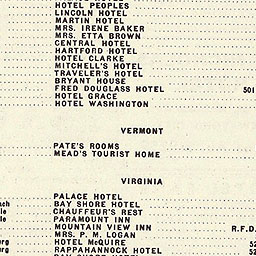 HOTEL PEOPLES
LINCOLN HOTEL
MARTIN HOTEL
MRS. IRENE BAKER
MRS. ETTA BROWN
CENTRAL HOTEL
HARTFORD HOTEL
HOTEL CLARKE
MITCHELL'S HOTEL
TRAVELER'S HOTEL
BRYANT HOUSE
FRED DOUGLASS HOTEL 501
HOTEL GRACE
HOTEL WASHINGTON
VERMONT
PATE'S ROOMS
MEAD'S TOURIST HOME
VIRGINIA
PALACE HOTEL
BAY SHORE HOTEL
CHAUFFEUR'S REST
PARAMOUNT INN
MOUNTAIN VIEW INN R.F.D.
MRS. P. M. LOGAN
HOTEL McQUIRE 52
RAPPAHANNOCK HOTEL 52